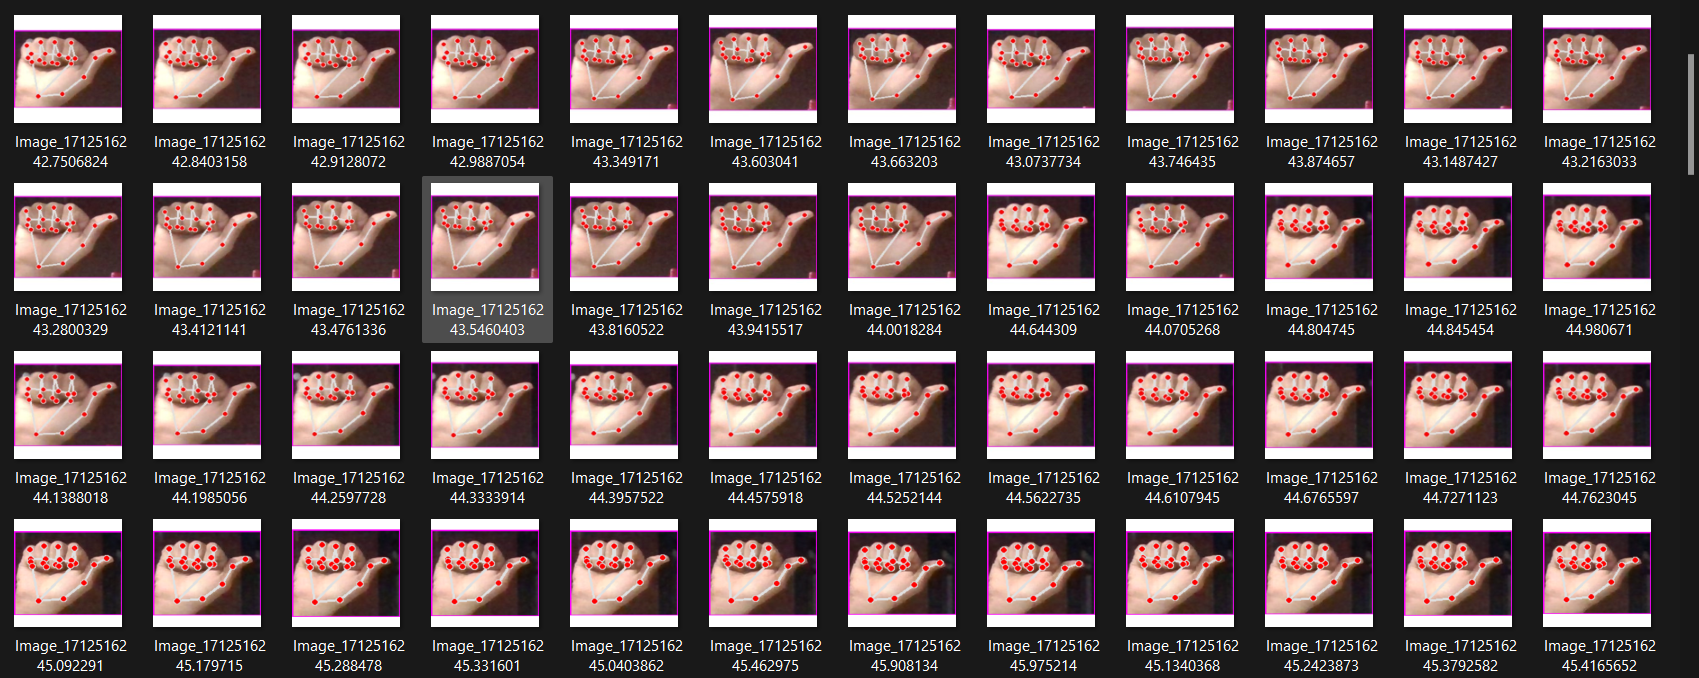 Image_17125162
42.7506824
Image_17125162
42.8403158
Image_17125162
42.9128072
Image_17125162
42.9887054
Image_17125162
43.349171
Image_17125162
43.603041
Image_17125162
43.663203
Image_17125162
43.0737734
Image_17125162
43.746435
Image_17125162
43.874657
Image_17125162
43.1487427
Image_17125162
43.2163033
Image_17125162
43.2800329
Image_17125162
43.4121141
Image_17125162
43.4761336
Image_17125162
43.5460403
Image_17125162
43.8160522
Image_17125162
43.9415517
Image_17125162
44.0018284
Image_17125162
44.644309
Image_17125162
44.0705268
Image_17125162
44.804745
Image_17125162
44.845454
Image_17125162
44.980671
Image_17125162
44.1388018
Image_17125162
44.1985056
Image_17125162
44.2597728
Image_17125162
44.3333914
Image_17125162
44.3957522
Image_17125162
44.4575918
Image_17125162
44.5252144
Image_17125162
44.5622735
Image_17125162
44.6107945
Image_17125162
44.6765597
Image_17125162
44.7271123
Image_17125162
44.7623045
Image_17125162
45.092291
Image_17125162
45.179715
Image_17125162
45.288478
Image_17125162
45.331601
Image_17125162
45.0403862
Image_17125162
45.462975
Image_17125162
45.908134
Image_17125162
45.975214
Image_17125162
45.1340368
Image_17125162
45.2423873
Image_17125162
45.3792582
Image_17125162
45.4165652